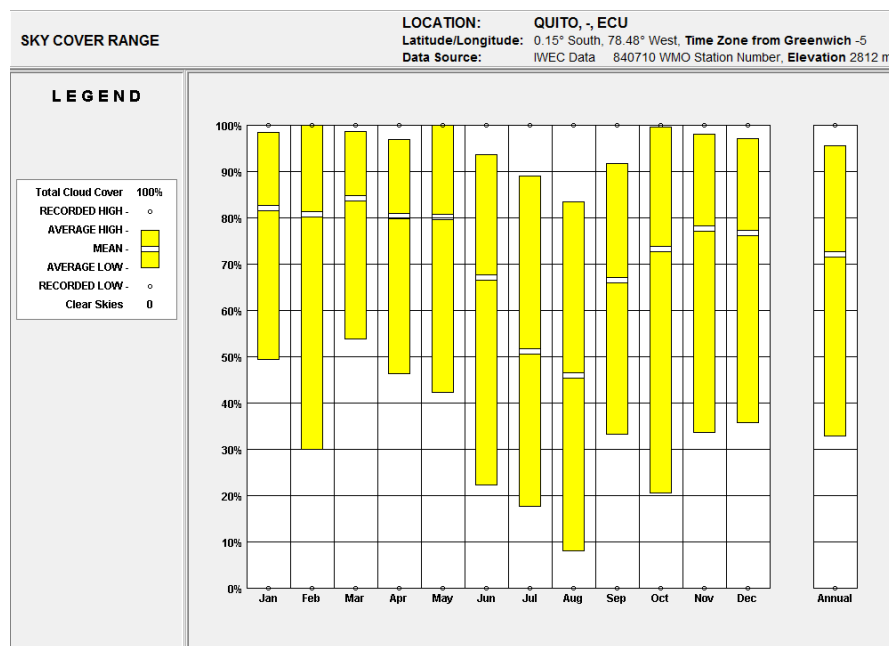 SKY COVER RANGE
LOCATION: QUITO, -, ECU
Latitude/Longitude: 0.15° South, 78.48° West, Time Zone from Greenwich -5
Data Source: IWEC Data 840710 WMO Station Number, Elevation 2812 m
LEGEND
Total Cloud Cover 100%
RECORDED HIGH -
AVERAGE HIGH -
MEAN -
AVERAGE LOW -
RECORDED LOW -
Clear Skies 0
100%
90%
80%
70%
60%
50%
40%
30%
20%
10%
0%
Jan Feb Mar Apr May Jun Jul Aug Sep Oct Nov Dec Annual